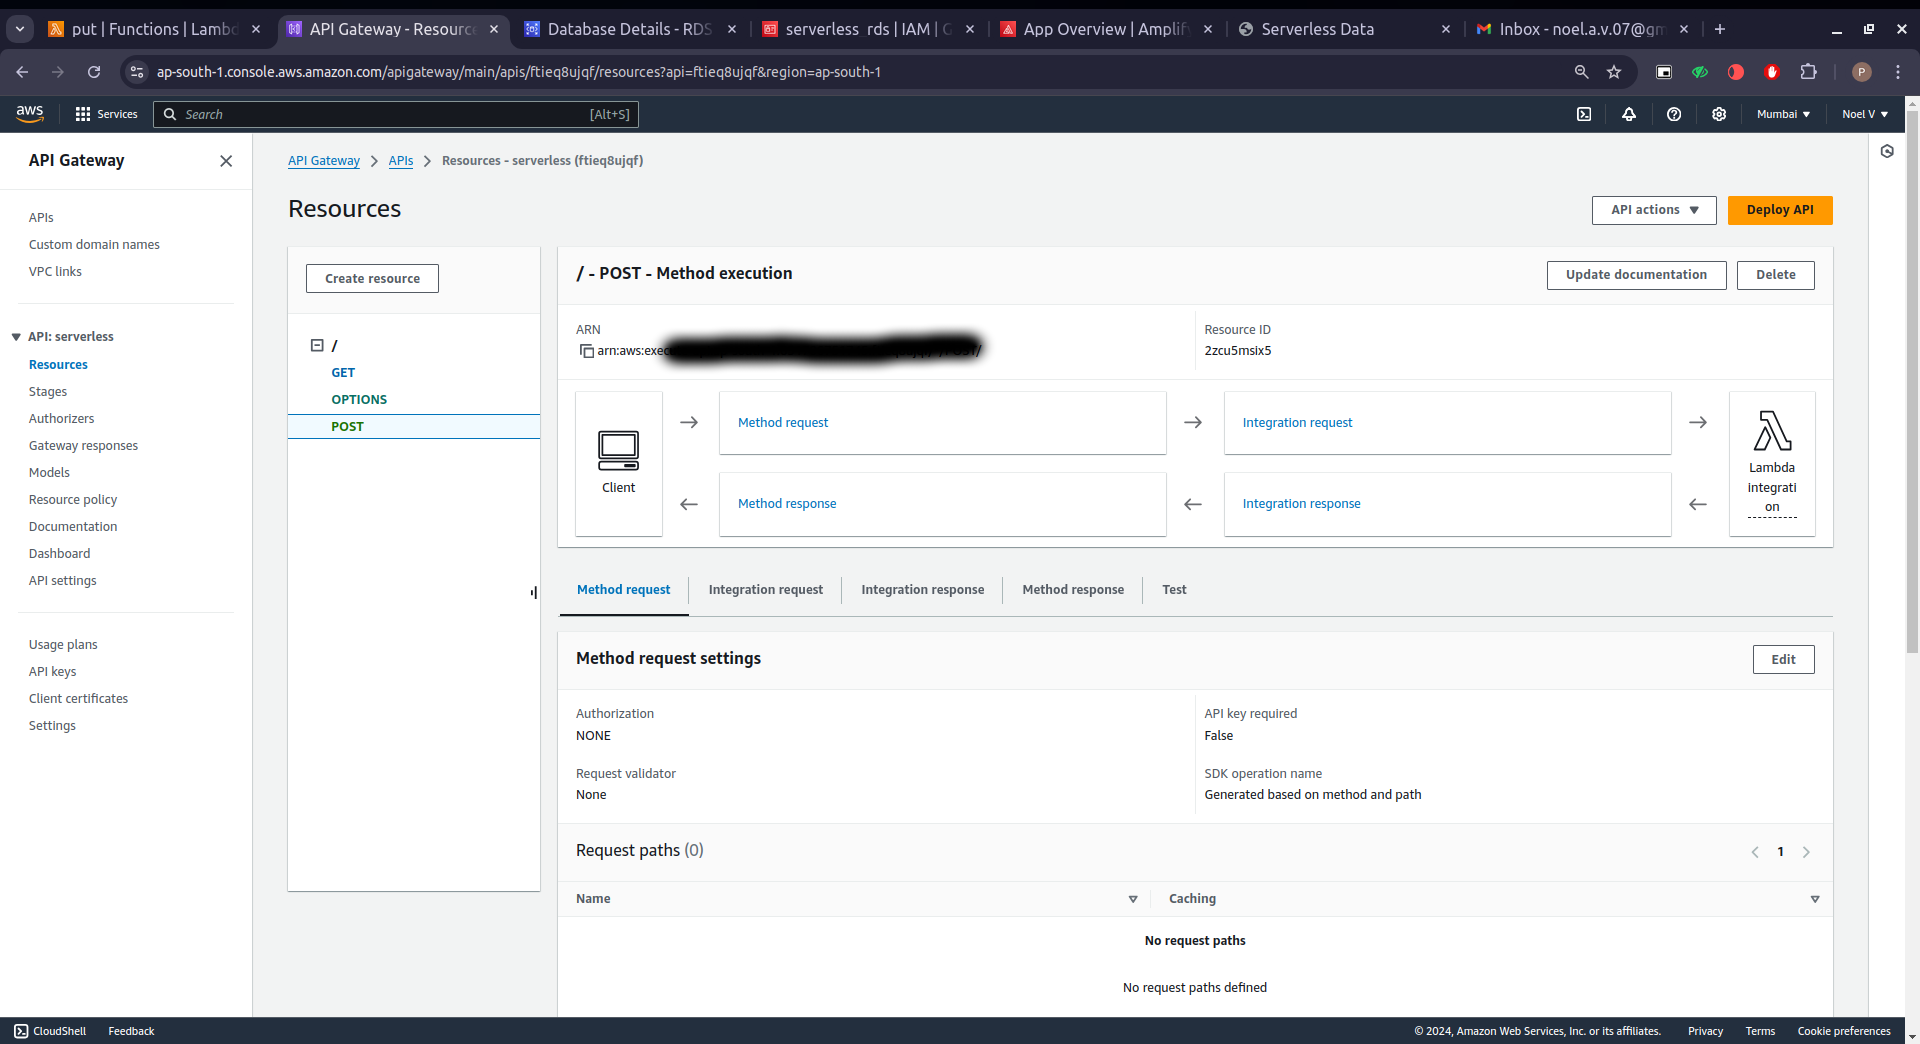 put | Functions | Lamb
API Gateway - Resourc
Database Details - RDS
serverless_rds | IAM | G
App Overview | Amplify
Serverless Data
Inbox - noel.a.v.07@gm
ap-south-1.console.aws.amazon.com/apigateway/main/apis/ftieq8ujqf/resources?api=ftieq8ujqf&region=ap-south-1
P
aws
Services
Search
[Alt+S]
Mumbai
Noel V
API Gateway
APIs
Custom domain names
VPC links
API: serverless
Resources
Stages
Authorizers
Gateway responses
Models
Resource policy
Documentation
Dashboard
API settings
Usage plans
API keys
Client certificates
Settings
API Gateway
APIs
Resources - serverless (ftieq8ujqf)
Resources
API actions
Deploy API
Create resource
/
GET
OPTIONS
POST
/ - POST - Method execution
Update documentation
Delete
ARN
arn:aws:exec
Resource ID
2zcu5msix5
Client
Method request
Integration request
Method response
Integration response
Lambda
integrati
on
Method request
Integration request
Integration response
Method response
Test
Method request settings
Edit
Authorization
NONE
API key required
False
Request validator
None
SDK operation name
Generated based on method and path
Request paths (0)
1
Name
Caching
No request paths
No request paths defined
CloudShell
Feedback
© 2024, Amazon Web Services, Inc. or its affiliates.
Privacy
Terms
Cookie preferences